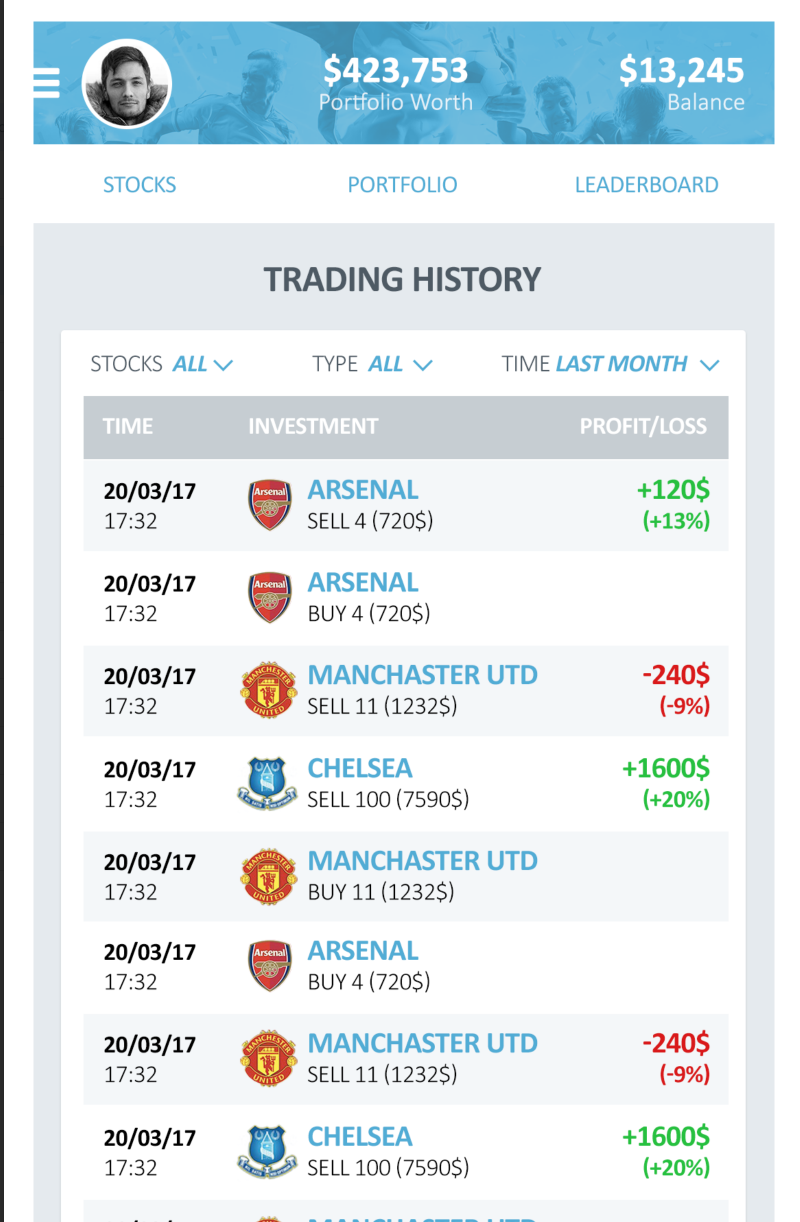 $423,753
Portfolio Worth
$13,245
Balance
STOCKS
PORTFOLIO
LEADERBOARD
TRADING HISTORY
STOCKS ALL
TYPE ALL
TIME LAST MONTH
TIME
INVESTMENT
PROFIT/LOSS
20/03/17
17:32
Arsenal
ARSENAL
SELL 4 (720$)
+120$
(+13%)
20/03/17
17:32
Arsenal
ARSENAL
BUY 4 (720$)
20/03/17
17:32
MANCHESTER
UNITED
MANCHASTER UTD
SELL 11 (1232$)
-240$
(-9%)
20/03/17
17:32
CHELSEA
SELL 100 (7590$)
+1600$
(+20%)
20/03/17
17:32
MANCHESTER
UNITED
MANCHASTER UTD
BUY 11 (1232$)
20/03/17
17:32
Arsenal
ARSENAL
BUY 4 (720$)
20/03/17
17:32
MANCHESTER
UNITED
MANCHASTER UTD
SELL 11 (1232$)
-240$
(-9%)
20/03/17
17:32
CHELSEA
SELL 100 (7590$)
+1600$
(+20%)